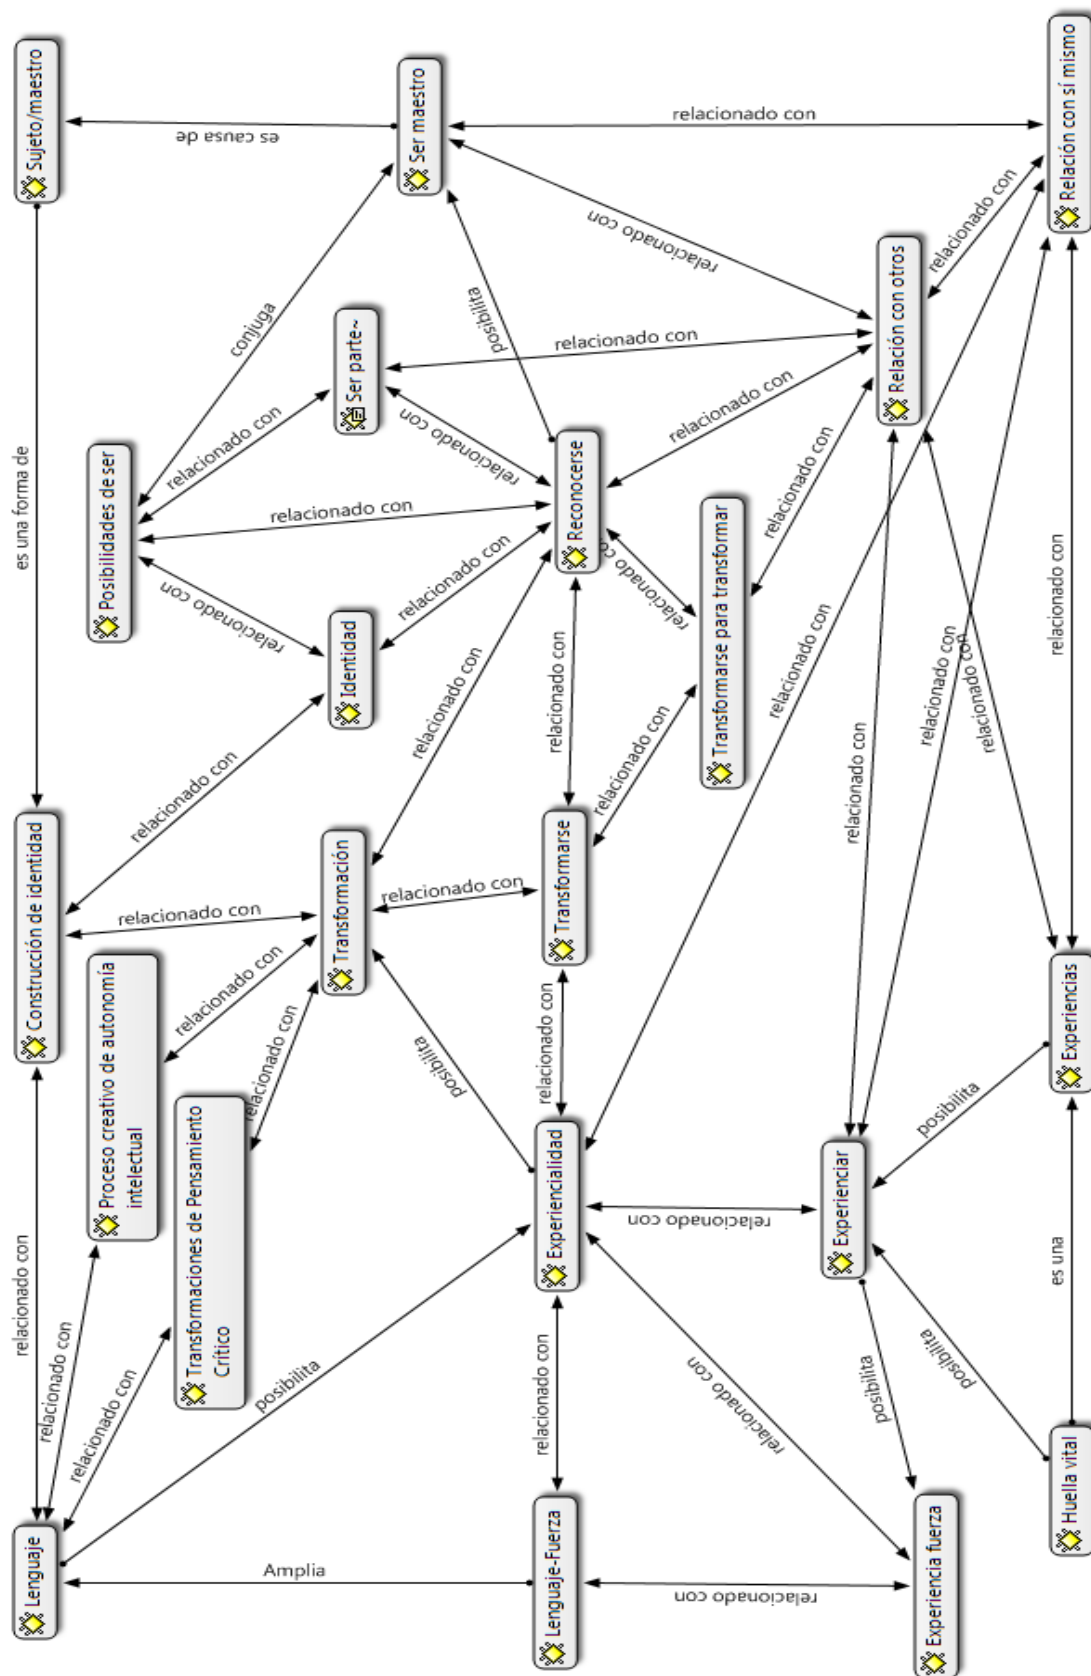 Lenguaje
relacionado con
Construcción de identidad
es una forma de
Sujeto/maestro
relacionado con
relacionado con
Proceso creativo de autonomía
intelectual
relacionado con
Posibilidades de ser
Transformaciones de Pensamiento
Crítico
relacionado con
relacionado con
relacionado con
relacionado con
relacionado con
relacionado con
conjuga
es causa de
posibilita
Amplia
Transformación
Identidad
Ser parte~
Ser maestro
relacionado con
relacionado con
relacionado con
relacionado con
relacionado con
posibilita
posibilita
Lenguaje-Fuerza
relacionado con
Experiencialidad
relacionado con
Transformarse
relacionado con
Reconocerse
relacionado con
relacionado con
relacionado con
relacionado con
relacionado con
relacionado con
Transformarse para transformar
relacionado con
relacionado con
relacionado con
relacionado con
relacionado con
relacionado con
Experiencia fuerza
posibilita
Experienciar
relacionado con
Relación con otros
posibilita
posibilita
relacionado con
relacionado con
relacionado con
Huella vital
es una
Experiencias
relacionado con
Relación con sí mismo